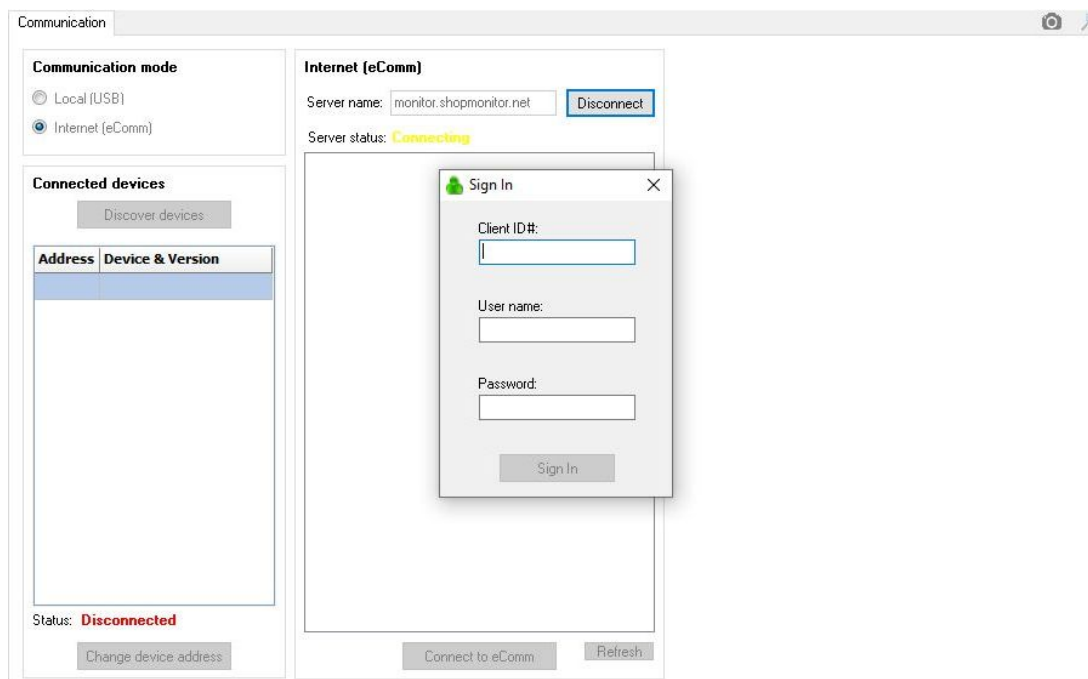 Communication
Communication mode
Local (USB)
Internet (eComm)
Connected devices
Discover devices
Address Device & Version
Status: Disconnected
Change device address
Internet (eComm)
Server name: monitor.shopmonitor.net Disconnect
Server status: Connecting
Sign In
Client ID#:
User name:
Password:
Sign In
Connect to eComm Refresh